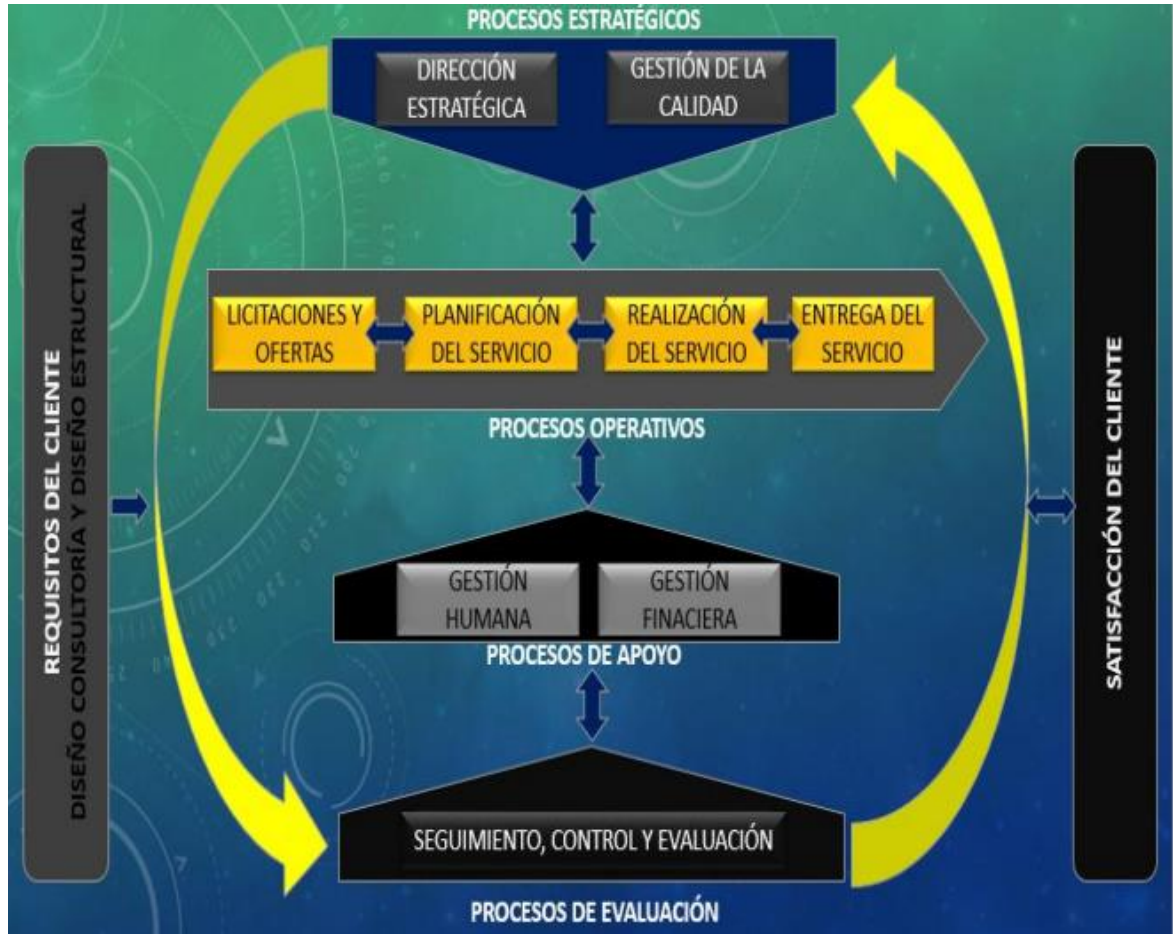 PROCESOS ESTRATÉGICOS
DIRECCIÓN
ESTRATÉGICA
GESTIÓN DE LA
CALIDAD
REQUISITOS DEL CLIENTE
DISEÑO CONSULTORÍA Y DISEÑO ESTRUCTURAL
LICITACIONES Y
OFERTAS
PLANIFICACIÓN
DEL SERVICIO
REALIZACIÓN
DEL SERVICIO
ENTREGA DEL
SERVICIO
PROCESOS OPERATIVOS
GESTIÓN
HUMANA
GESTIÓN
FINACIERA
PROCESOS DE APOYO
SEGUIMIENTO, CONTROL Y EVALUACIÓN
PROCESOS DE EVALUACIÓN
SATISFACCIÓN DEL CLIENTE